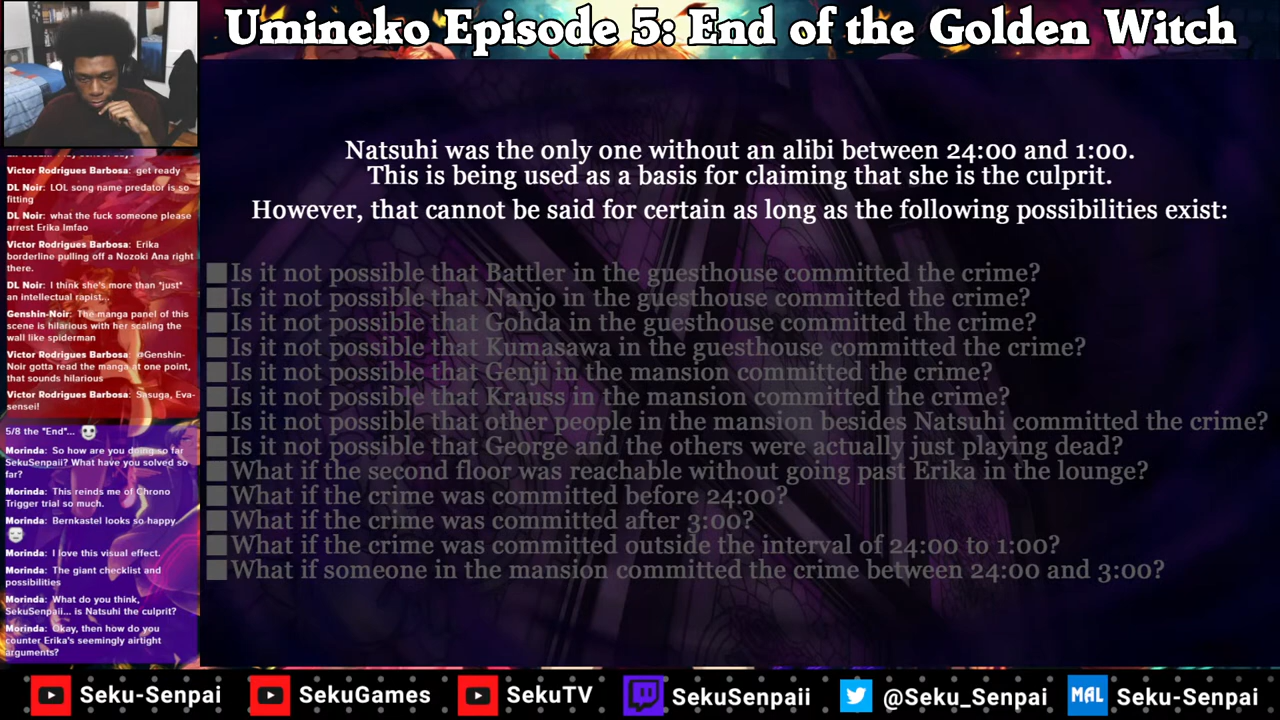 Umineko Episode 5: End of the Golden Witch
Natsuhi was the only one without an alibi between 24:00 and 1:00.
This is being used as a basis for claiming that she is the culprit.
However, that cannot be said for certain as long as the following possibilities exist:
Is it not possible that Battler in the guesthouse committed the crime?
Is it not possible that Nanjo in the guesthouse committed the crime?
Is it not possible that Gohda in the guesthouse committed the crime?
Is it not possible that Kumasawa in the guesthouse committed the crime?
Is it not possible that Genji in the mansion committed the crime?
Is it not possible that Krauss in the mansion committed the crime?
Is it not possible that other people in the mansion besides Natsuhi committed the crime?
Is it not possible that George and the others were actually just playing dead?
What if the second floor was reachable without going past Erika in the lounge?
What if the crime was committed before 24:00?
What if the crime was committed after 3:00?
What if the crime was committed outside the interval of 24:00 to 1:00?
What if someone in the mansion committed the crime between 24:00 and 3:00?
Victor Rodrigues Barbosa: get ready
DL Noir: LOL song name predator is so
fitting
DL Noir: what the fuck someone please
arrest Erika lmfao
Victor Rodrigues Barbosa: Erika
borderline pulling off a Nozoki Ana right
there.
DL Noir: I think she's more than *just*
an intellectual rapist...
Genshin-Noir: The manga panel of this
scene is hilarious with her scaling the
wall like spiderman
Victor Rodrigues Barbosa: @Genshin-
Noir gotta read the manga at one point,
that sounds hilarious
Victor Rodrigues Barbosa: Sasuga, Eva-
sensei!
5/8 the "End"...
Morinda: So how are you doing so far
SekuSenpaii? What have you solved so
far?
Morinda: This reinds me of Chrono
Trigger trial so much.
Morinda: Bernkastel looks so happy.
Morinda: I love this visual effect.
Morinda: The giant checklist and
possibilities
Morinda: What do you think,
SekuSenpaii... is Natsuhi the culprit?
Morinda: Okay, then how do you
counter Erika's seemingly airtight
arguments?
Seku-Senpai
SekuGames
SekuTV
SekuSenpaii
@Seku_Senpai
MAL Seku-Senpai